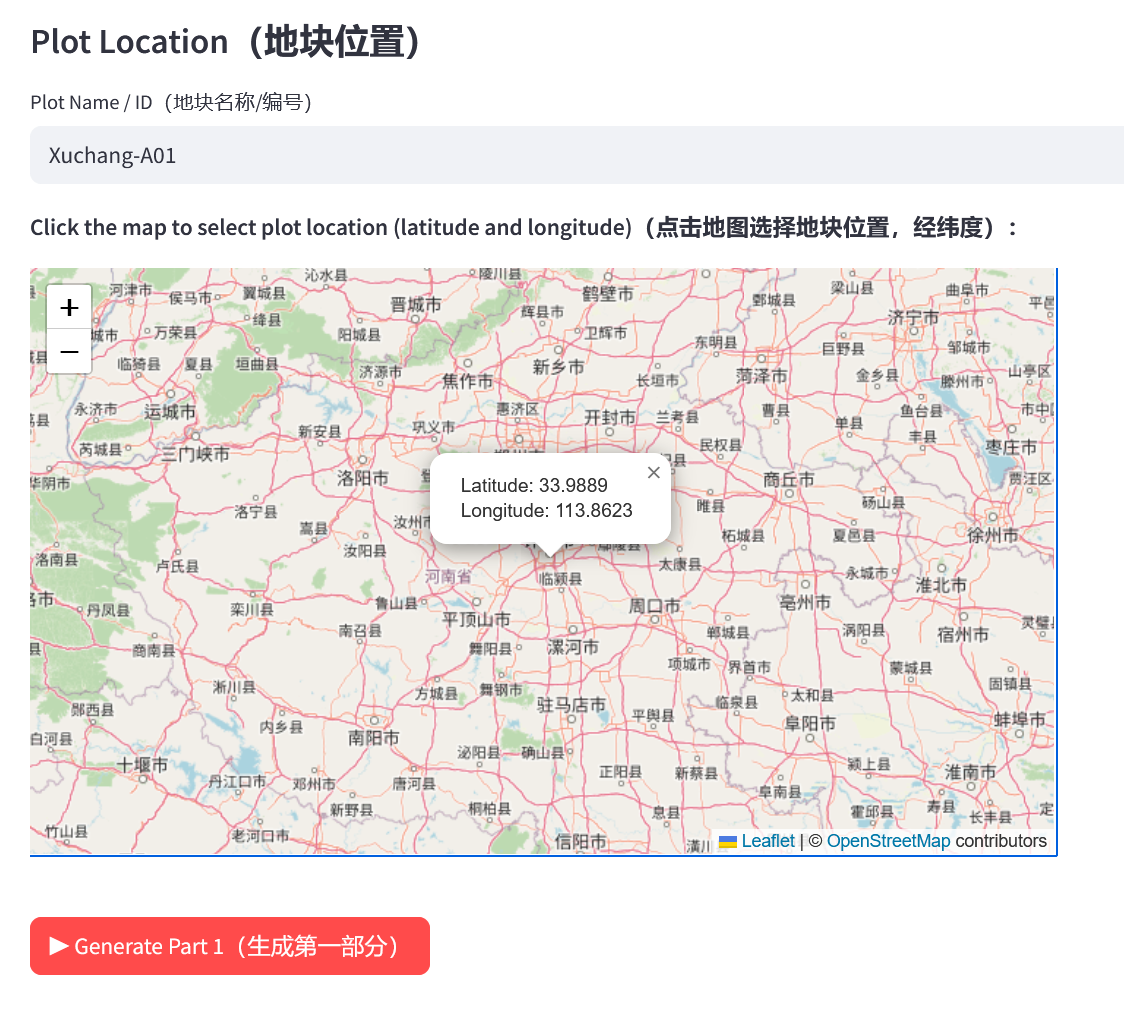 Plot Location（地块位置）
Plot Name / ID（地块名称/编号）
Xuchang-A01
Click the map to select plot location (latitude and longitude)（点击地图选择地块位置，经纬度）:
沁水县
陵川县
河津市
侯马市
翼城县
晋城市
鹤壁市
鄄城县
梁山县
曲阜市
+
绛县
辉县市
济宁市
万荣县
阳城县
卫辉市
东明县
巨野县
邹城市
−
临猗县
夏县
垣曲县
济源市
焦作市
新乡市
长垣市
菏泽市
金乡县
滕州市
山亭区
永济市
运城市
惠济区
开封市
兰考县
曹县
单县
鱼台县
新安县
巩义市
民权县
丰县
枣庄市
芮城县
三门峡市
洛阳市
商丘市
贾汪区
华阴市
Latitude: 33.9889
Longitude: 113.8623
洛宁县
嵩县
汝州市
睢县
柘城县
砀山县
夏邑县
徐州市
洛南县
卢氏县
汝阳县
鄢陵县
太康县
河南省
临颍县
永城市
淮北市
丹凤县
栾川县
鲁山县
平顶山市
周口市
亳州市
南召县
郸城县
涡阳县
宿州市
商南县
舞阳县
漯河市
项城市
界首市
蒙城县
淅川县
方城县
舞钢市
临泉县
太和县
固镇县
郧西县
内乡县
驻马店市
平舆县
阜阳市
蚌埠市
白河县
南阳市
泌阳县
确山县
十堰市
丹江口市
邓州市
唐河县
正阳县
新蔡县
颍上县
淮南市
新野县
桐柏县
息县
阜南县
霍邱县
寿县
长丰县
竹山县
老河口市
信阳市
潢川
Leaflet | © OpenStreetMap contributors
▶ Generate Part 1（生成第一部分）